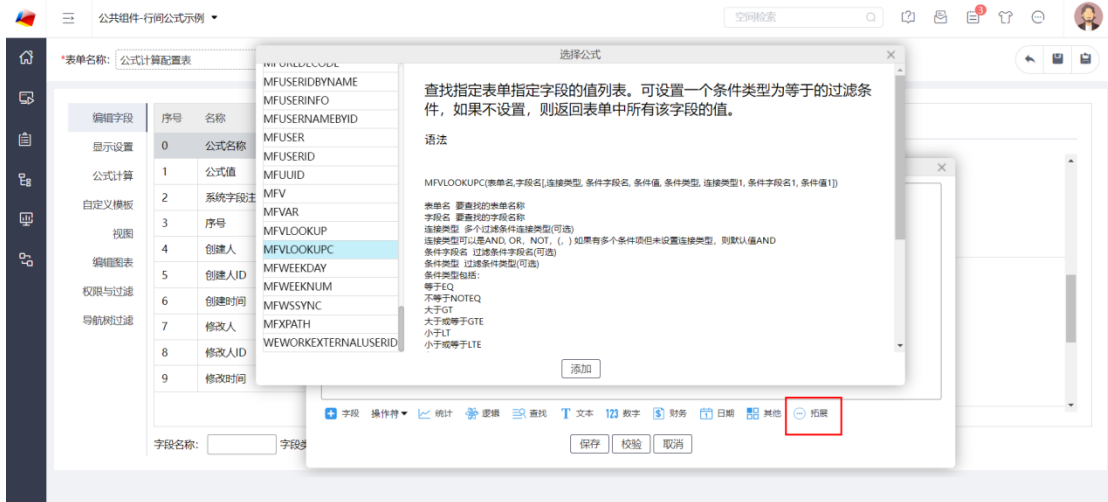 公共组件-行间公式示例
空间检索
3
*表单名称: 公式计算配置表
选择公式
编辑字段
显示设置
公式计算
自定义模板
视图
编辑图表
权限与过滤
导航树过滤
序号 名称
0 公式名称
1 公式值
2 系统字段注
3 序号
4 创建人
5 创建人ID
6 创建时间
7 修改人
8 修改人ID
9 修改时间
MFURLDECODE
MFUSERIDBYNAME
MFUSERINFO
MFUSERNAMEBYID
MFUSER
MFUSERID
MFUUID
MFV
MFVAR
MFVLOOKUP
MFVLOOKUPC
MFWEEKDAY
MFWEEKNUM
MFWSSYNC
MFXPATH
WEWORKEXTERNALUSERID
查找指定表单指定字段的值列表。可设置一个条件类型为等于的过滤条
件，如果不设置，则返回表单中所有该字段的值。
语法
MFVLOOKUPC(表单名,字段名[,连接类型, 条件字段名, 条件值, 条件类型, 连接类型1, 条件字段名1, 条件值1])
表单名 要查找的表单名称
字段名 要查找的字段名称
连接类型 多个过滤条件连接类型(可选)
连接类型可以是AND, OR，NOT，(，) 如果有多个条件项但未设置连接类型，则默认值AND
条件字段名 过滤条件字段名(可选)
条件类型 过滤条件类型(可选)
条件类型包括:
等于EQ
不等于NOTEQ
大于GT
大于或等于GTE
小于LT
小于或等于LTE
添加
字段 操作符 统计 逻辑 查找 T 文本 123 数字 财务 日期 其他 拓展
保存 校验 取消
字段名称: 字段类